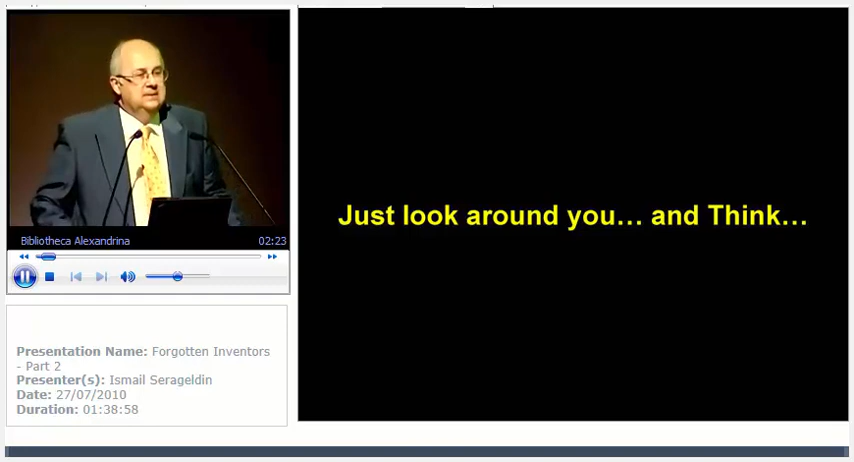 Just look around you... and Think...
Bibliotheca Alexandrina 02:23
Presentation Name: Forgotten Inventors
- Part 2
Presenter(s): Ismail Serageldin
Date: 27/07/2010
Duration: 01:38:58